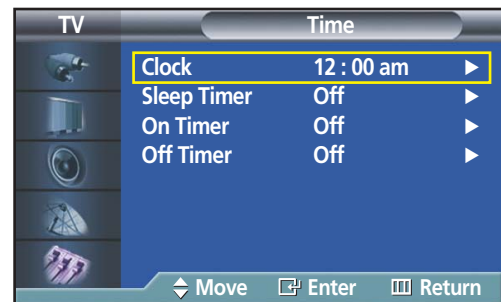 TV Time
Clock 12 : 00 am
Sleep Timer Off
On Timer Off
Off Timer Off
Move Enter Return